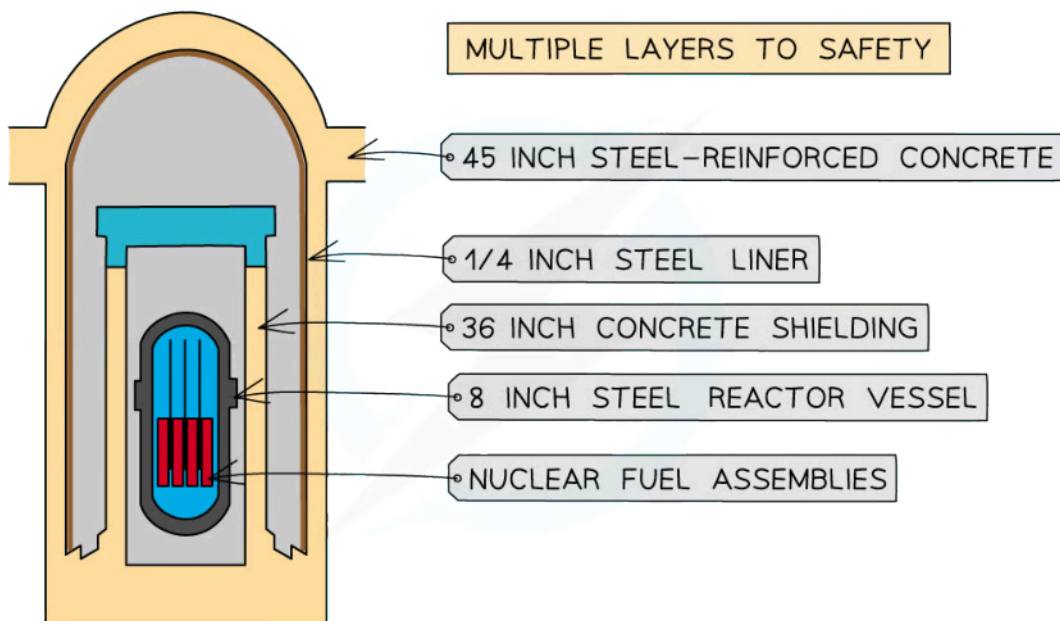 MULTIPLE LAYERS TO SAFETY
45 INCH STEEL-REINFORCED CONCRETE
1/4 INCH STEEL LINER
36 INCH CONCRETE SHIELDING
8 INCH STEEL REACTOR VESSEL
NUCLEAR FUEL ASSEMBLIES